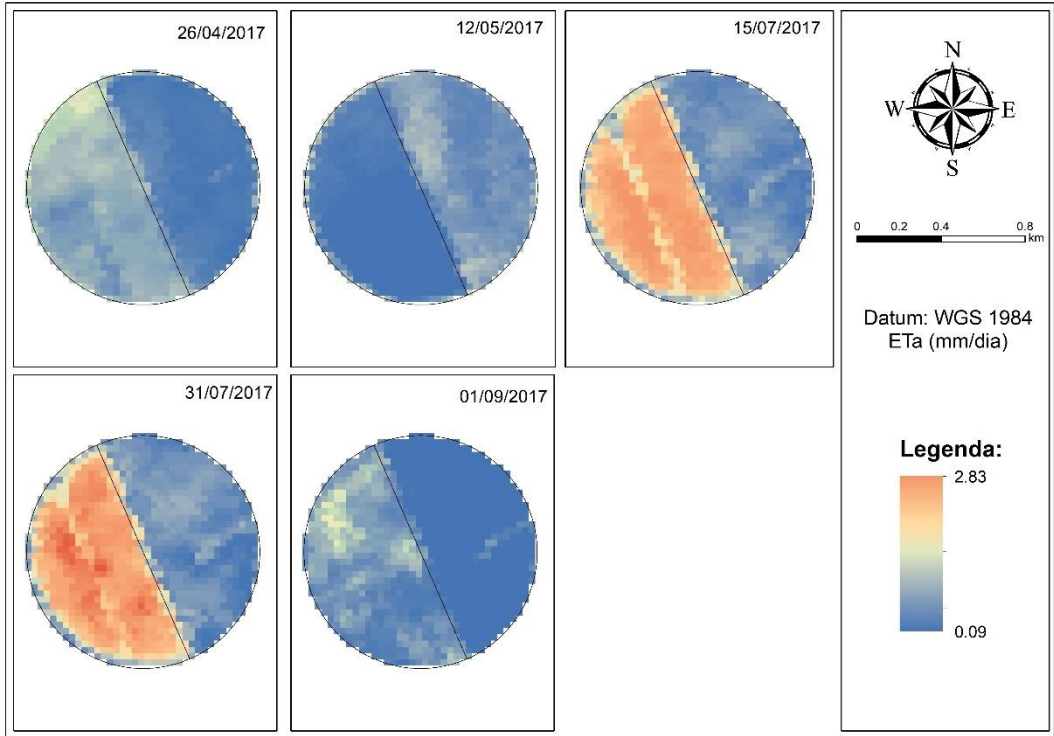 26/04/2017
12/05/2017
15/07/2017
N
W
E
S
0 0.2 0.4 0.8
km
Datum: WGS 1984
ETa (mm/dia)
31/07/2017
01/09/2017
Legenda:
2.83
0.09